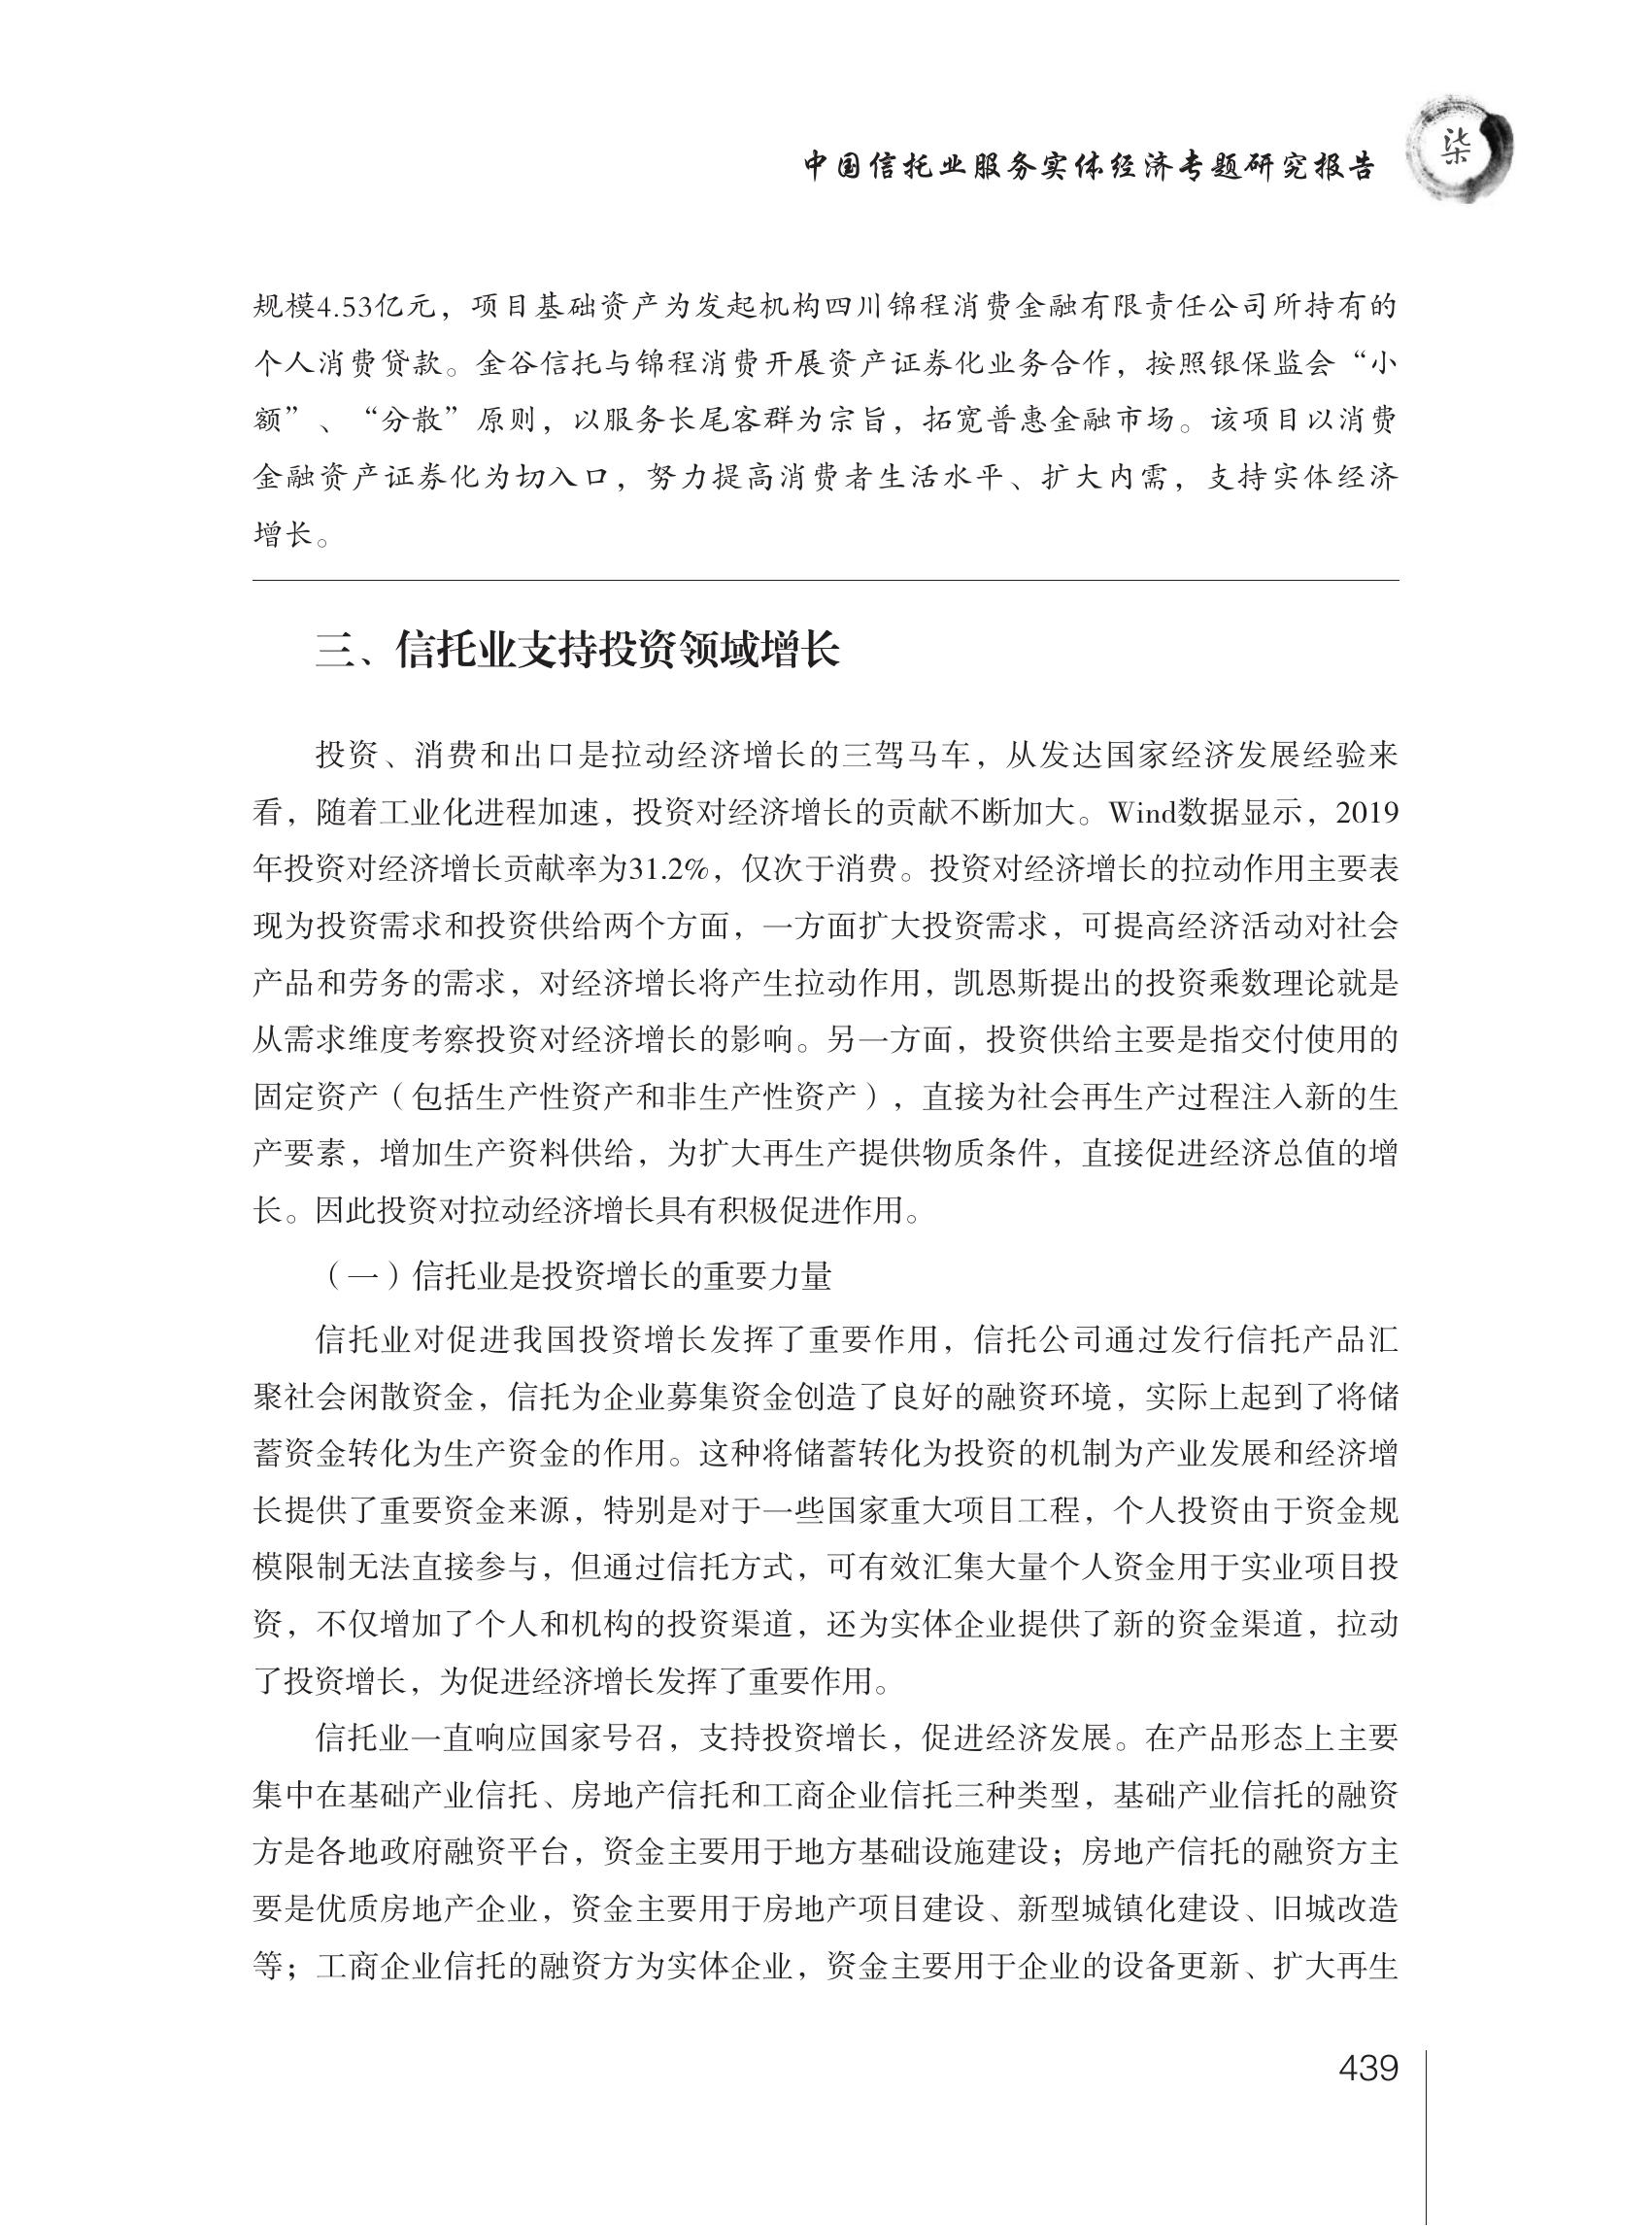 中国信托业服务实体经济专题研究报告
柒
规模4.53亿元，项目基础资产为发起机构四川锦程消费金融有限责任公司所持有的
个人消费贷款。金谷信托与锦程消费开展资产证券化业务合作，按照银保监会“小
额”、“分散”原则，以服务长尾客群为宗旨，拓宽普惠金融市场。该项目以消费
金融资产证券化为切入口，努力提高消费者生活水平、扩大内需，支持实体经济
增长。
三、信托业支持投资领域增长
投资、消费和出口是拉动经济增长的三驾马车，从发达国家经济发展经验来
看，随着工业化进程加速，投资对经济增长的贡献不断加大。Wind数据显示，2019
年投资对经济增长贡献率为31.2%，仅次于消费。投资对经济增长的拉动作用主要表
现为投资需求和投资供给两个方面，一方面扩大投资需求，可提高经济活动对社会
产品和劳务的需求，对经济增长将产生拉动作用，凯恩斯提出的投资乘数理论就是
从需求维度考察投资对经济增长的影响。另一方面，投资供给主要是指交付使用的
固定资产（包括生产性资产和非生产性资产），直接为社会再生产过程注入新的生
产要素，增加生产资料供给，为扩大再生产提供物质条件，直接促进经济总值的增
长。因此投资对拉动经济增长具有积极促进作用。
（一）信托业是投资增长的重要力量
信托业对促进我国投资增长发挥了重要作用，信托公司通过发行信托产品汇
聚社会闲散资金，信托为企业募集资金创造了良好的融资环境，实际上起到了将储
蓄资金转化为生产资金的作用。这种将储蓄转化为投资的机制为产业发展和经济增
长提供了重要资金来源，特别是对于一些国家重大项目工程，个人投资由于资金规
模限制无法直接参与，但通过信托方式，可有效汇集大量个人资金用于实业项目投
资，不仅增加了个人和机构的投资渠道，还为实体企业提供了新的资金渠道，拉动
了投资增长，为促进经济增长发挥了重要作用。
信托业一直响应国家号召，支持投资增长，促进经济发展。在产品形态上主要
集中在基础产业信托、房地产信托和工商企业信托三种类型，基础产业信托的融资
方是各地政府融资平台，资金主要用于地方基础设施建设；房地产信托的融资方主
要是优质房地产企业，资金主要用于房地产项目建设、新型城镇化建设、旧城改造
等；工商企业信托的融资方为实体企业，资金主要用于企业的设备更新、扩大再生
439